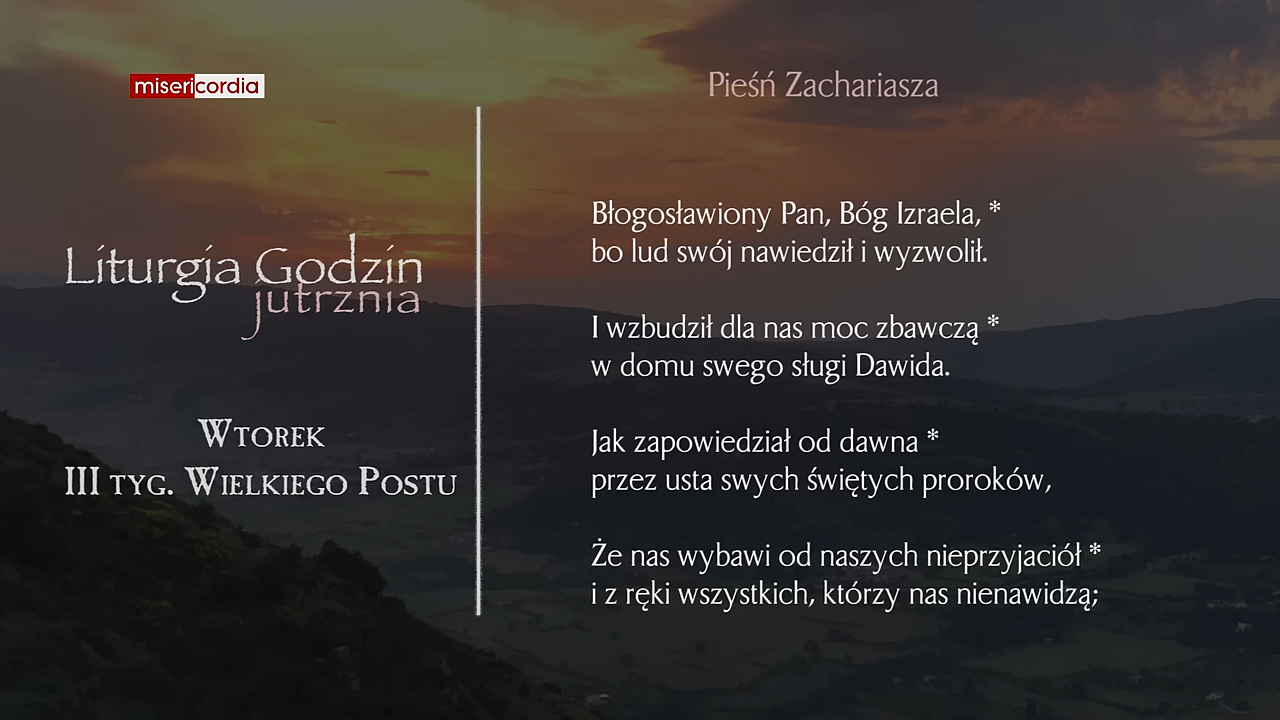 misericordia
Liturgia Godzin
jutrznia
Wtorek
III tyg. Wielkiego Postu
Pieśń Zachariasza
Błogosławiony Pan, Bóg Izraela, *
bo lud swój nawiedził i wyzwolił.
I wzbudził dla nas moc zbawczą *
w domu swego sługi Dawida.
Jak zapowiedział od dawna *
przez usta swych świętych proroków,
Że nas wybawi od naszych nieprzyjaciół *
i z ręki wszystkich, którzy nas nienawidzą;